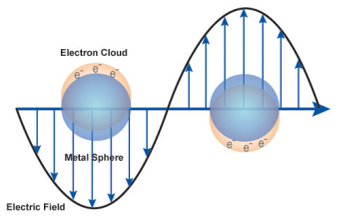 Electron Cloud
e⁻ e⁻ e⁻
Metal Sphere
e⁻ e⁻ e⁻
Electric Field